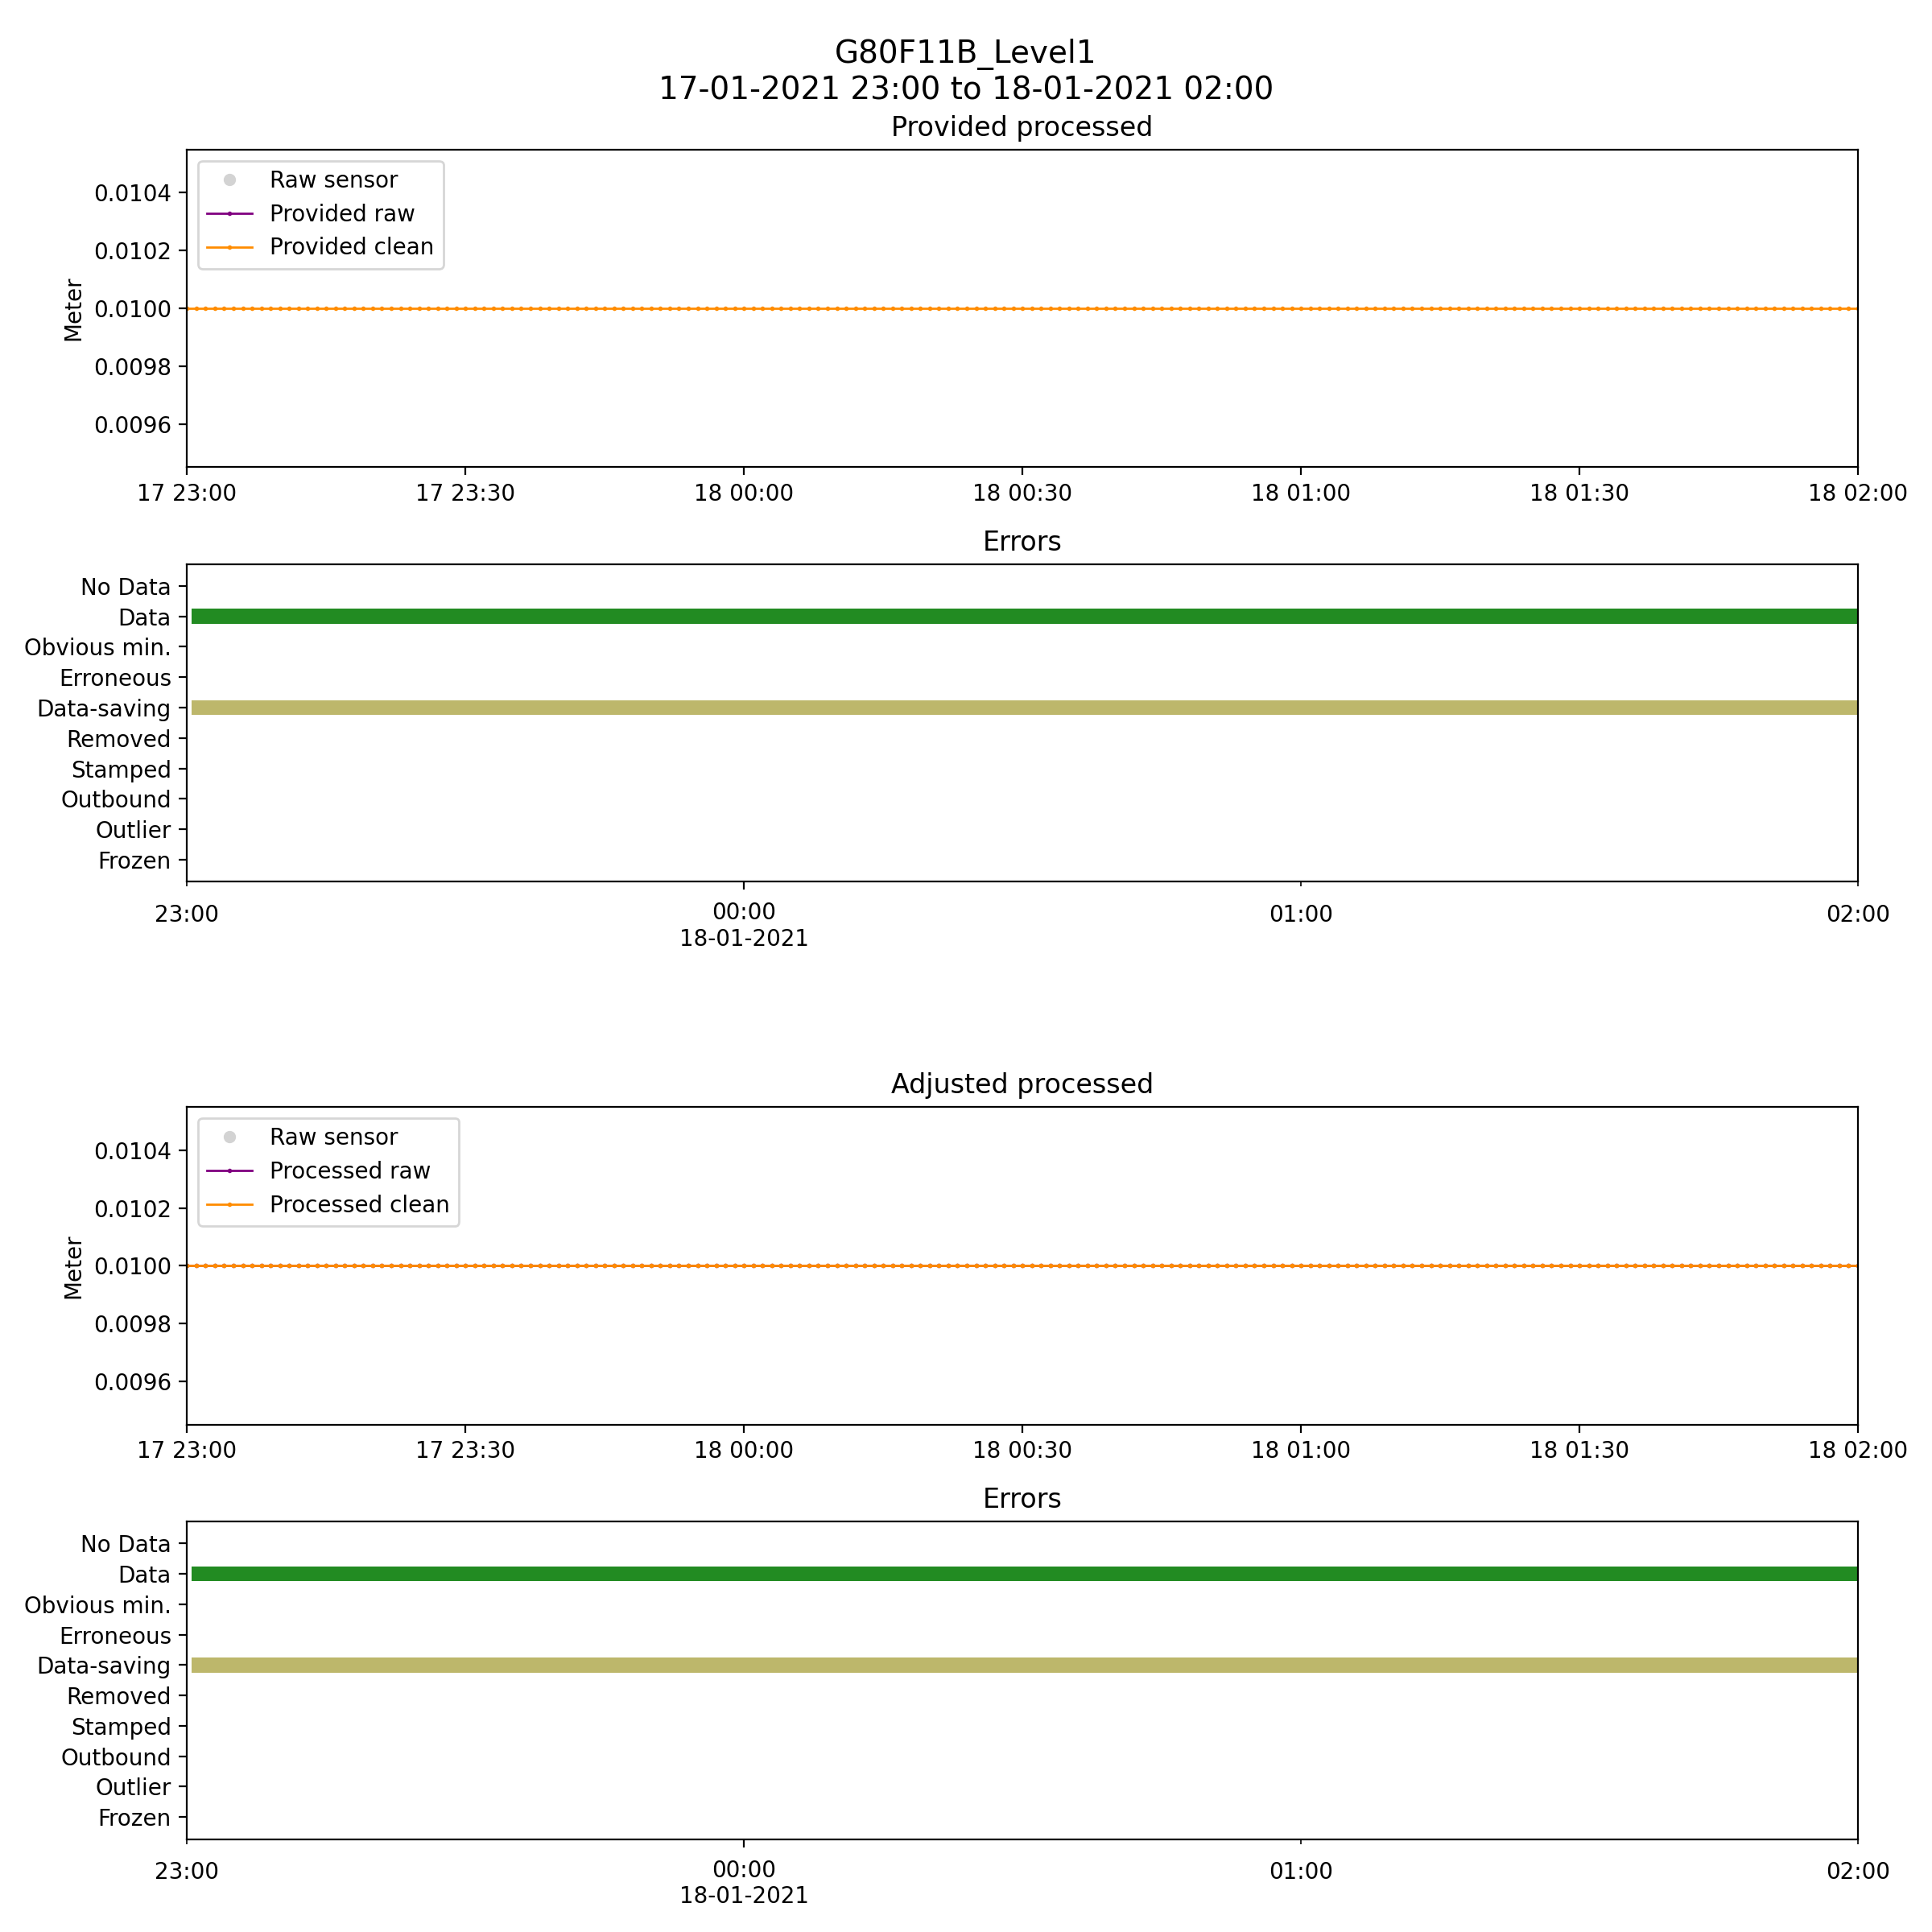 G80F11B_Level1
17-01-2021 23:00 to 18-01-2021 02:00
Provided processed
Raw sensor
Provided raw
Provided clean
0.0104
0.0102
0.0100
0.0098
0.0096
Meter
17 23:00 17 23:30 18 00:00 18 00:30 18 01:00 18 01:30 18 02:00
Errors
No Data
Data
Obvious min.
Erroneous
Data-saving
Removed
Stamped
Outbound
Outlier
Frozen
23:00 00:00 01:00 02:00
18-01-2021
Adjusted processed
Raw sensor
Processed raw
Processed clean
0.0104
0.0102
0.0100
0.0098
0.0096
Meter
17 23:00 17 23:30 18 00:00 18 00:30 18 01:00 18 01:30 18 02:00
Errors
No Data
Data
Obvious min.
Erroneous
Data-saving
Removed
Stamped
Outbound
Outlier
Frozen
23:00 00:00 01:00 02:00
18-01-2021